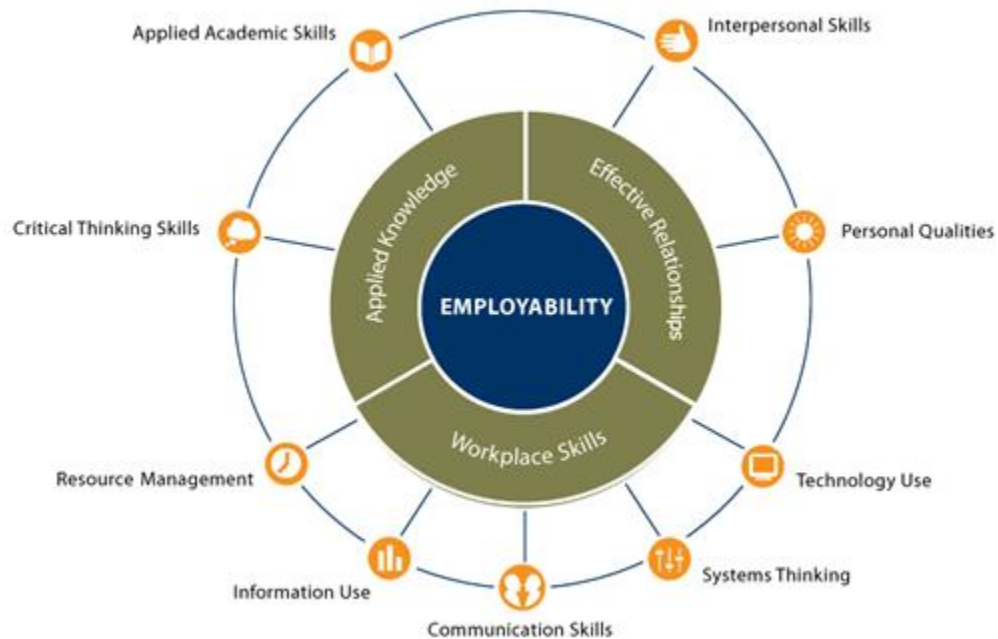 Applied Academic Skills
Interpersonal Skills
Applied Knowledge
Effective Relationships
Critical Thinking Skills
Personal Qualities
EMPLOYABILITY
Workplace Skills
Resource Management
Technology Use
Information Use
Systems Thinking
Communication Skills